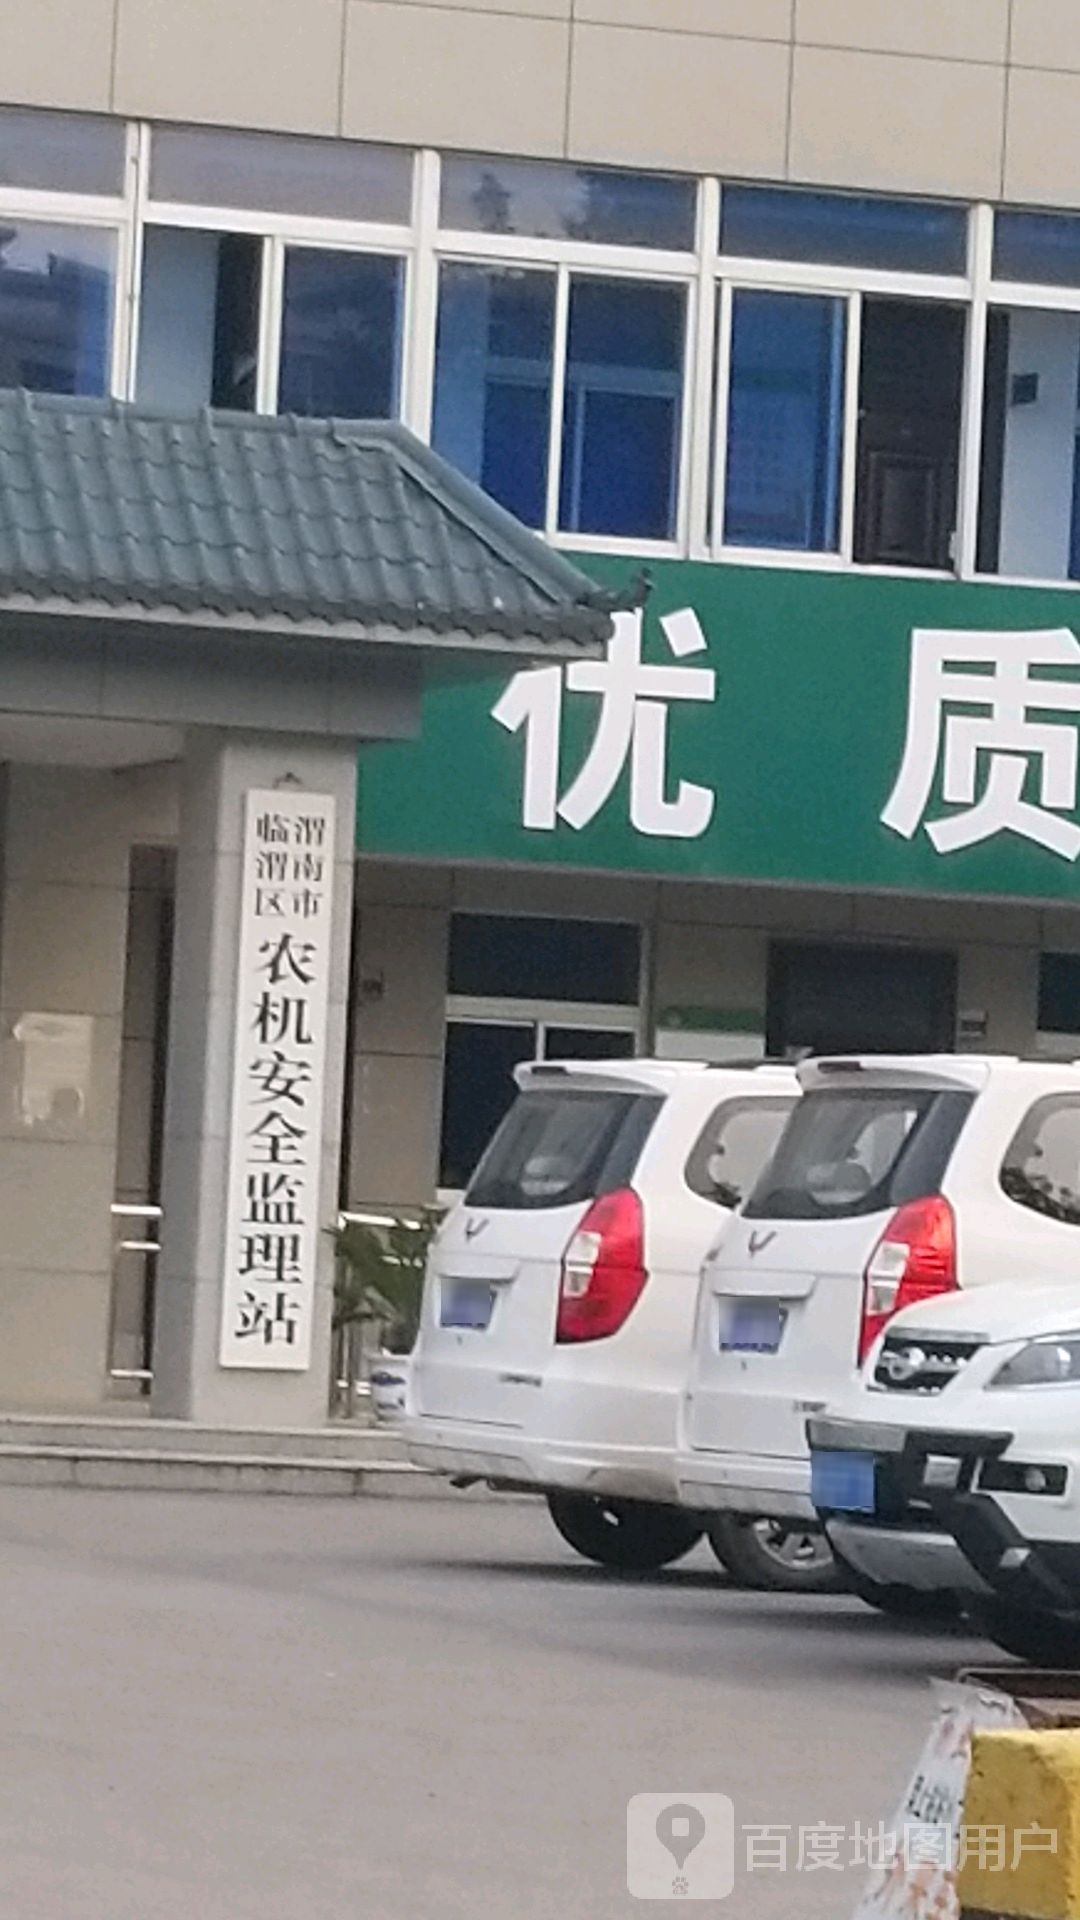 优质
渭南市
临渭区
农机安全监理站
百度地图用户